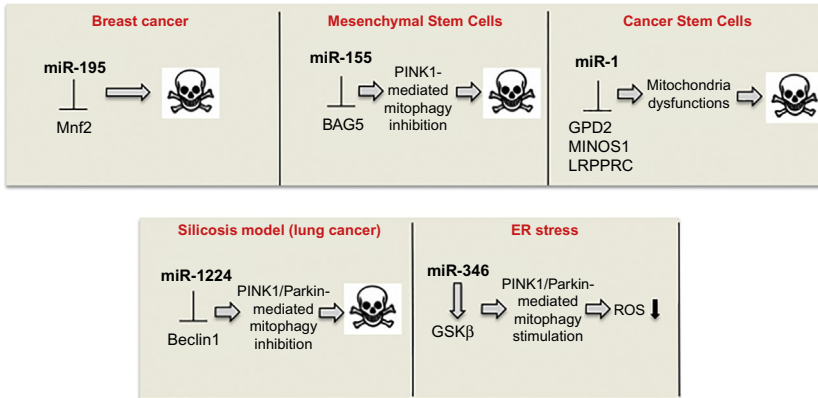 Breast cancer
miR-195
Mnf2
Mesenchymal Stem Cells
miR-155
BAG5
PINK1-
mediated
mitophagy
inhibition
Cancer Stem Cells
miR-1
GPD2
MINOS1
LRPPRC
Mitochondria
dysfunctions
Silicosis model (lung cancer)
miR-1224
Beclin1
PINK1/Parkin-
mediated
mitophagy
inhibition
ER stress
miR-346
GSKβ
PINK1/Parkin-
mediated
mitophagy
stimulation
ROS